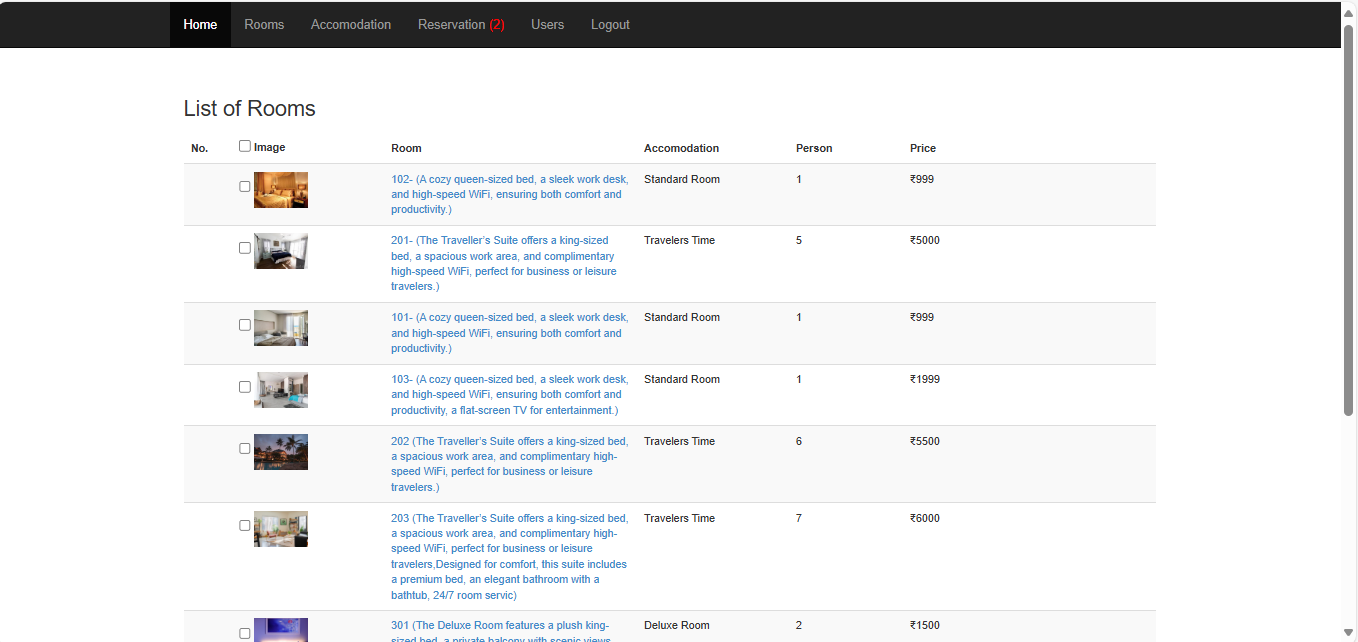 Home Rooms Accomodation Reservation (2) Users Logout
List of Rooms
No. Image Room Accomodation Person Price
102- (A cozy queen-sized bed, a sleek work desk, Standard Room 1 ₹999
and high-speed WiFi, ensuring both comfort and
productivity.)
201- (The Traveller's Suite offers a king-sized Travelers Time 5 ₹5000
bed, a spacious work area, and complimentary
high-speed WiFi, perfect for business or leisure
travelers.)
101- (A cozy queen-sized bed, a sleek work desk, Standard Room 1 ₹999
and high-speed WiFi, ensuring both comfort and
productivity.)
103- (A cozy queen-sized bed, a sleek work desk, Standard Room 1 ₹1999
and high-speed WiFi, ensuring both comfort and
productivity, a flat-screen TV for entertainment.)
202 (The Traveller's Suite offers a king-sized bed, Travelers Time 6 ₹5500
a spacious work area, and complimentary high-
speed WiFi, perfect for business or leisure
travelers.)
203 (The Traveller's Suite offers a king-sized bed, Travelers Time 7 ₹6000
a spacious work area, and complimentary high-
speed WiFi, perfect for business or leisure
travelers,Designed for comfort, this suite includes
a premium bed, an elegant bathroom with a
bathtub, 24/7 room servic)
301 (The Deluxe Room features a plush king- Deluxe Room 2 ₹1500
sized bed, a private balcony with scenic views